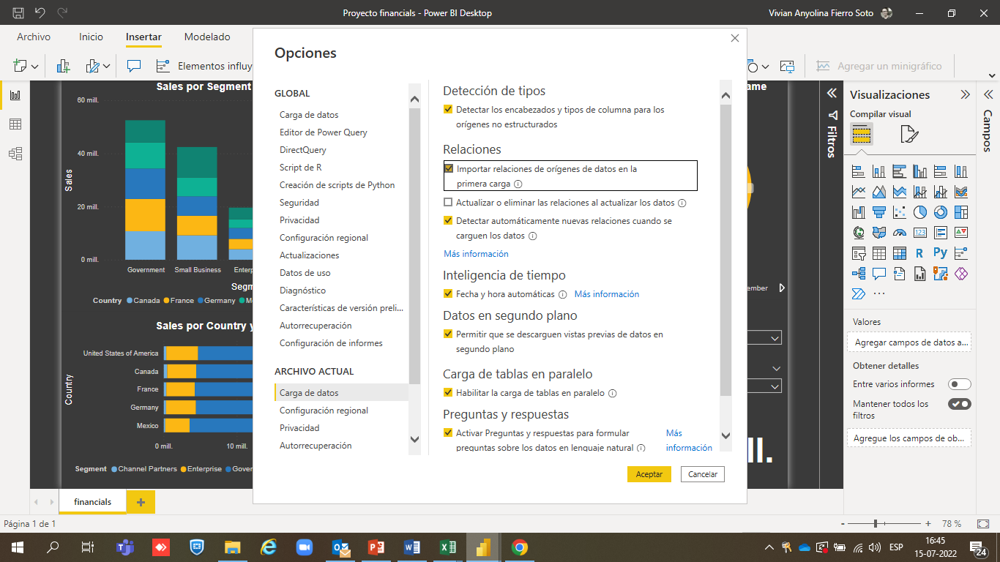 Proyecto financials - Power BI Desktop
Vivian Anyolina Fierro Soto
Archivo
Inicio
Insertar
Modelado
Elementos influy
Agregar un minigráfico
Opciones
GLOBAL
Carga de datos
Editor de Power Query
DirectQuery
Script de R
Creación de scripts de Python
Seguridad
Privacidad
Configuración regional
Actualizaciones
Datos de uso
Diagnóstico
Características de versión preli...
Autorrecuperación
Configuración de informes
ARCHIVO ACTUAL
Carga de datos
Configuración regional
Privacidad
Autorrecuperación
Detección de tipos
Detectar los encabezados y tipos de columna para los
orígenes no estructurados
Relaciones
Importar relaciones de orígenes de datos en la
primera carga
Actualizar o eliminar las relaciones al actualizar los datos
Detectar automáticamente nuevas relaciones cuando se
carguen los datos
Más información
Inteligencia de tiempo
Fecha y hora automáticas
Más información
Datos en segundo plano
Permitir que se descarguen vistas previas de datos en
segundo plano
Carga de tablas en paralelo
Habilitar la carga de tablas en paralelo
Preguntas y respuestas
Activar Preguntas y respuestas para formular
preguntas sobre los datos en lenguaje natural
Más
información
Aceptar
Cancelar
Sales por Segment
60 mill.
40 mill.
20 mill.
0 mill.
Sales
Government
Small Business
Enterp
Segm
Country
Canada
France
Germany
Me
Sales por Country y
United States of America
Canada
France
Germany
Mexico
Country
0 mill.
10 mill.
Segment
Channel Partners
Enterprise
Gover
ame
ember
ll.
Filtros
Visualizaciones
Compilar visual
R
Py
123
...
Valores
Agregar campos de datos a...
Obtener detalles
Entre varios informes
Mantener todos los
filtros
Agregue los campos de ob...
Campos
financials
Página 1 de 1
78 %
ESP
16:45
15-07-2022
24